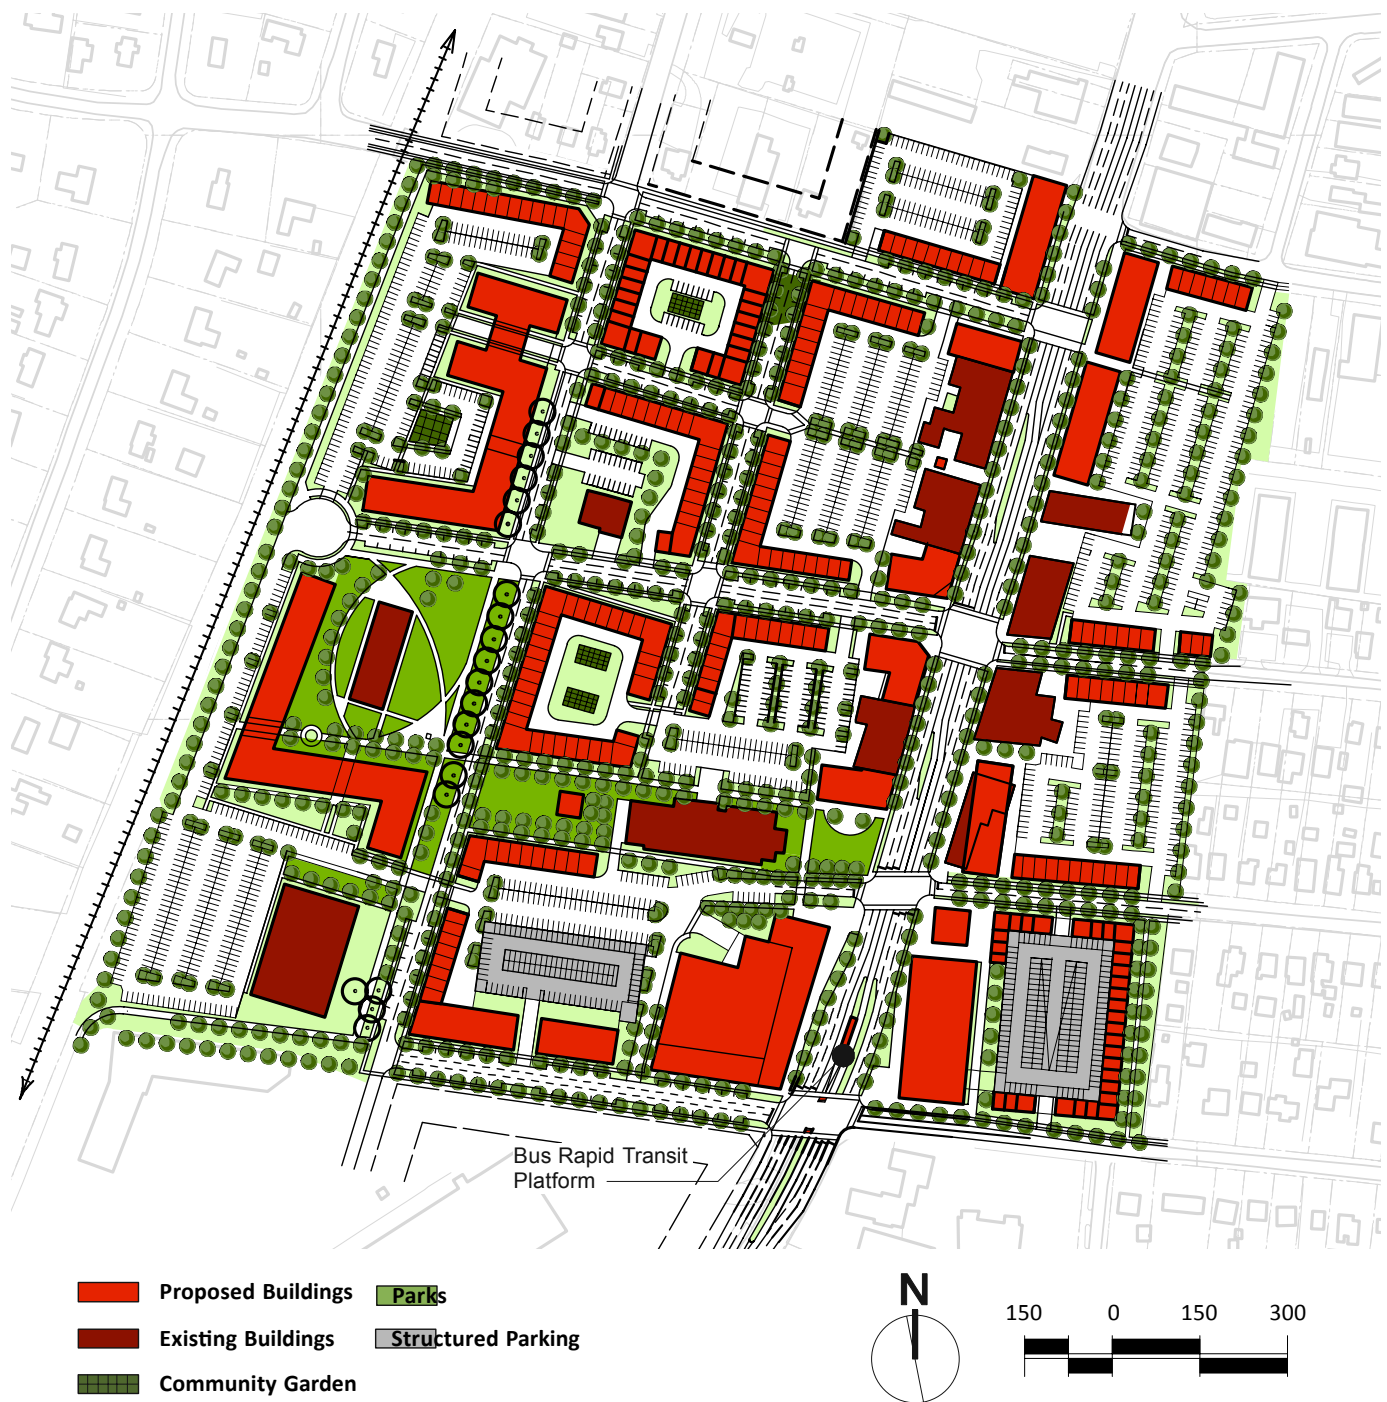 Bus Rapid Transit
Platform
Proposed Buildings
Parks
Existing Buildings
Structured Parking
Community Garden
N
150 0 150 300